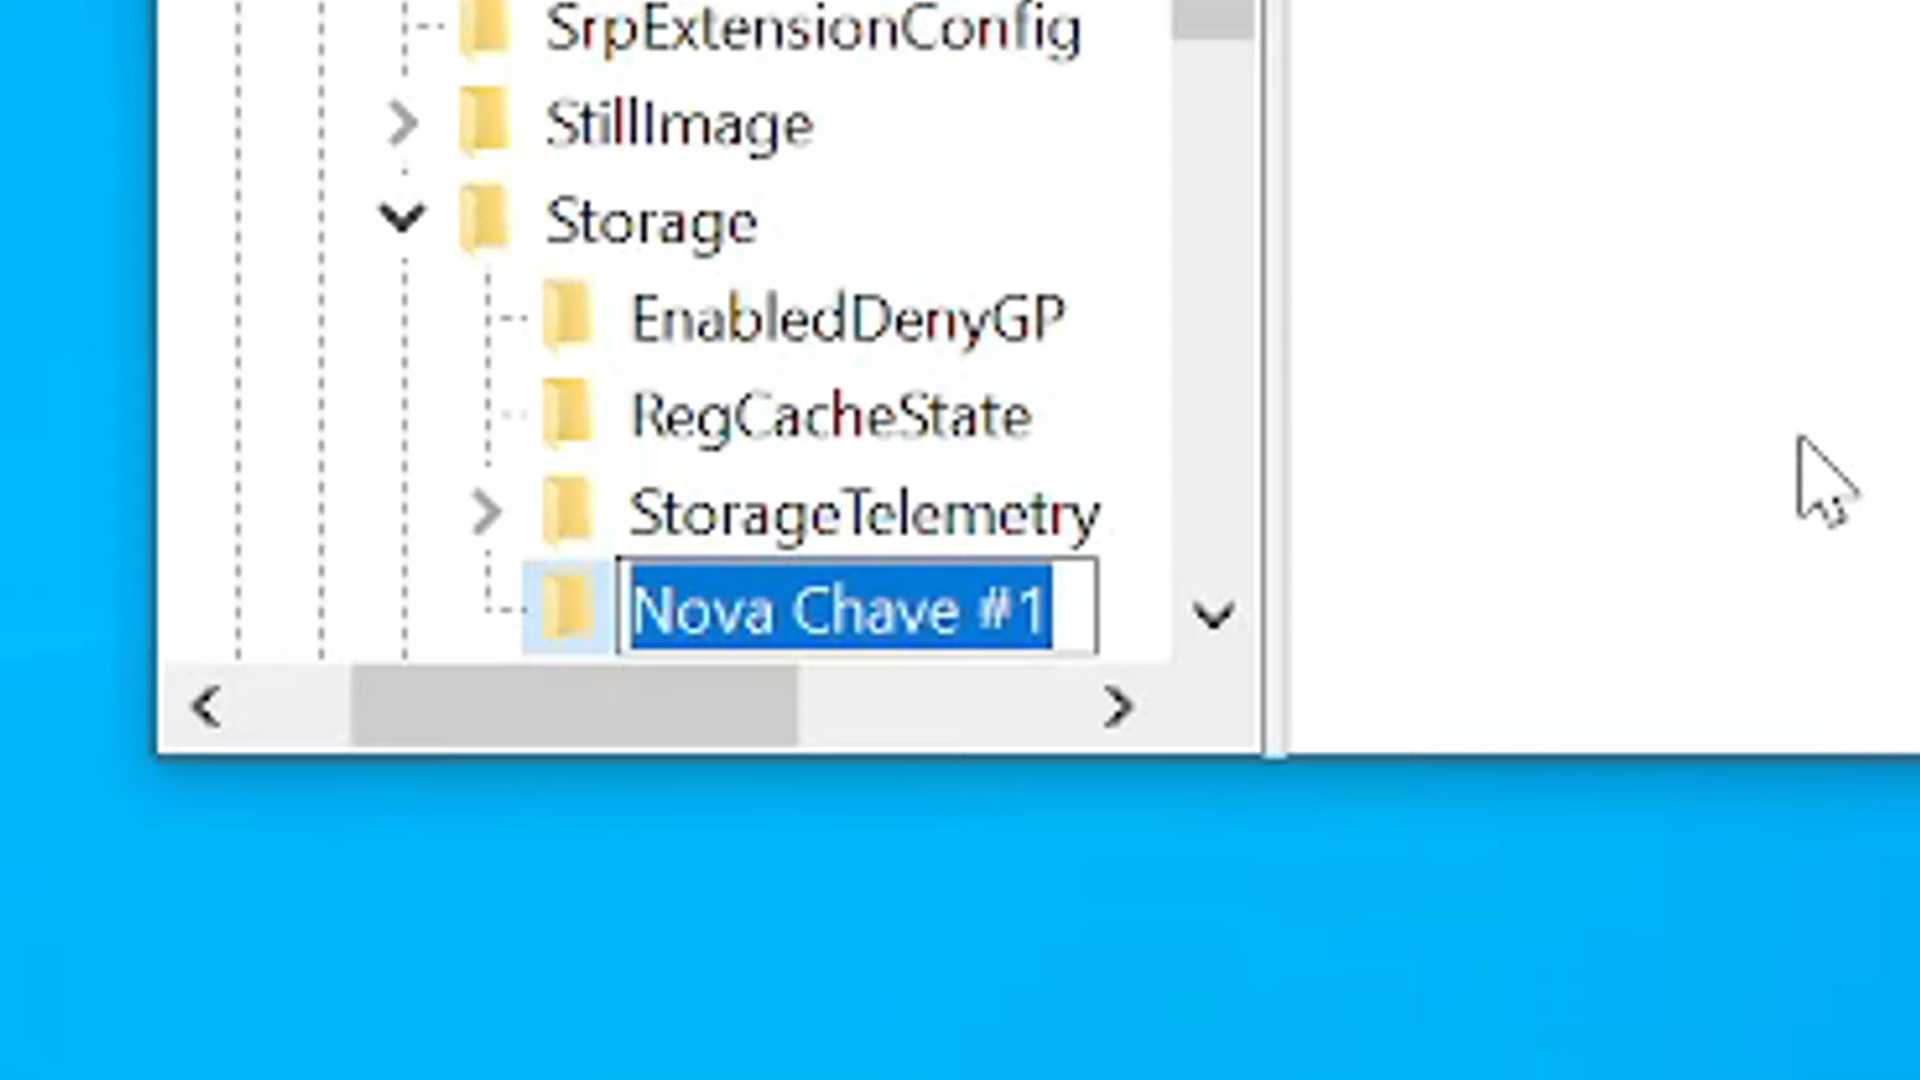 SrpExtensionConfig
StillImage
Storage
EnabledDenyGP
RegCacheState
StorageTelemetry
Nova Chave #1